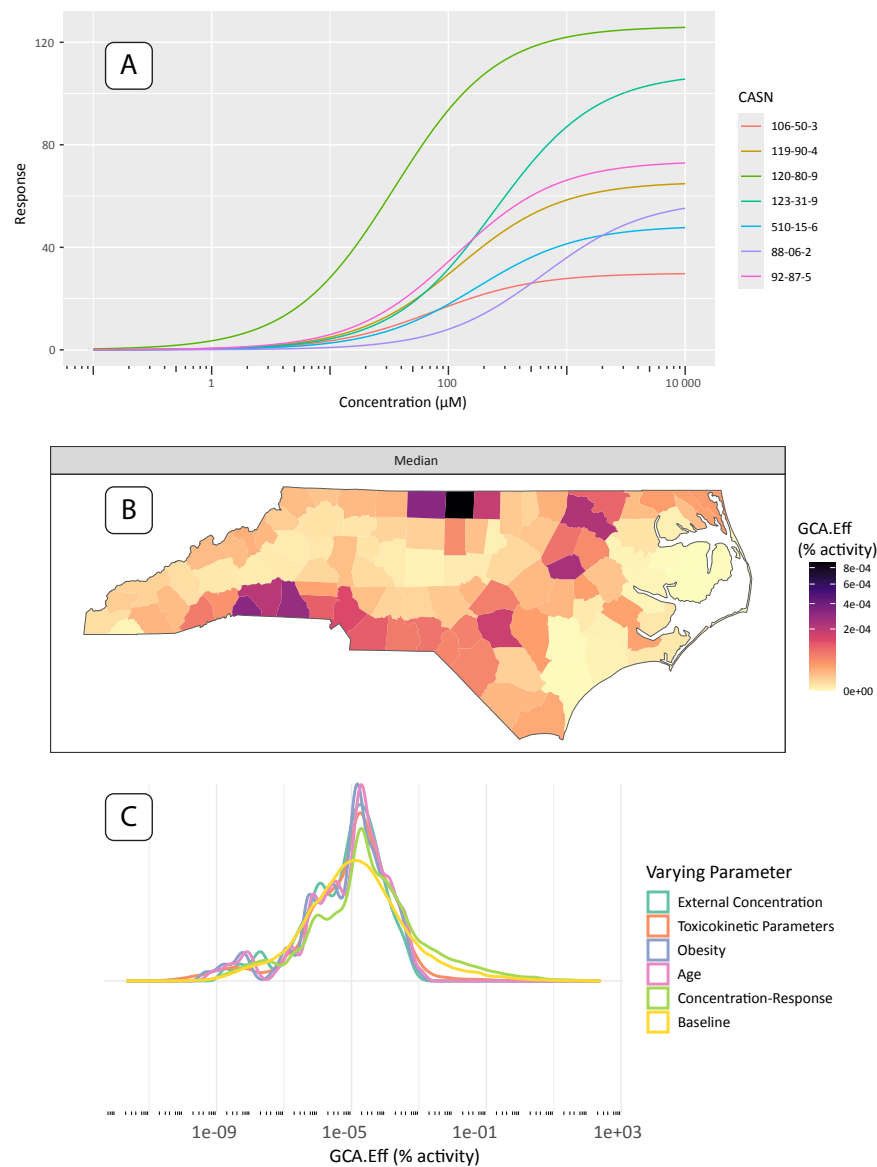 A
120
80
40
0
Response
1
100
10 000
Concentration (µM)
CASN
106-50-3
119-90-4
120-80-9
123-31-9
510-15-6
88-06-2
92-87-5
Median
B
GCA.Eff
(% activity)
8e-04
6e-04
4e-04
2e-04
0e+00
C
Varying Parameter
External Concentration
Toxicokinetic Parameters
Obesity
Age
Concentration-Response
Baseline
1e-09
1e-05
1e-01
1e+03
GCA.Eff (% activity)